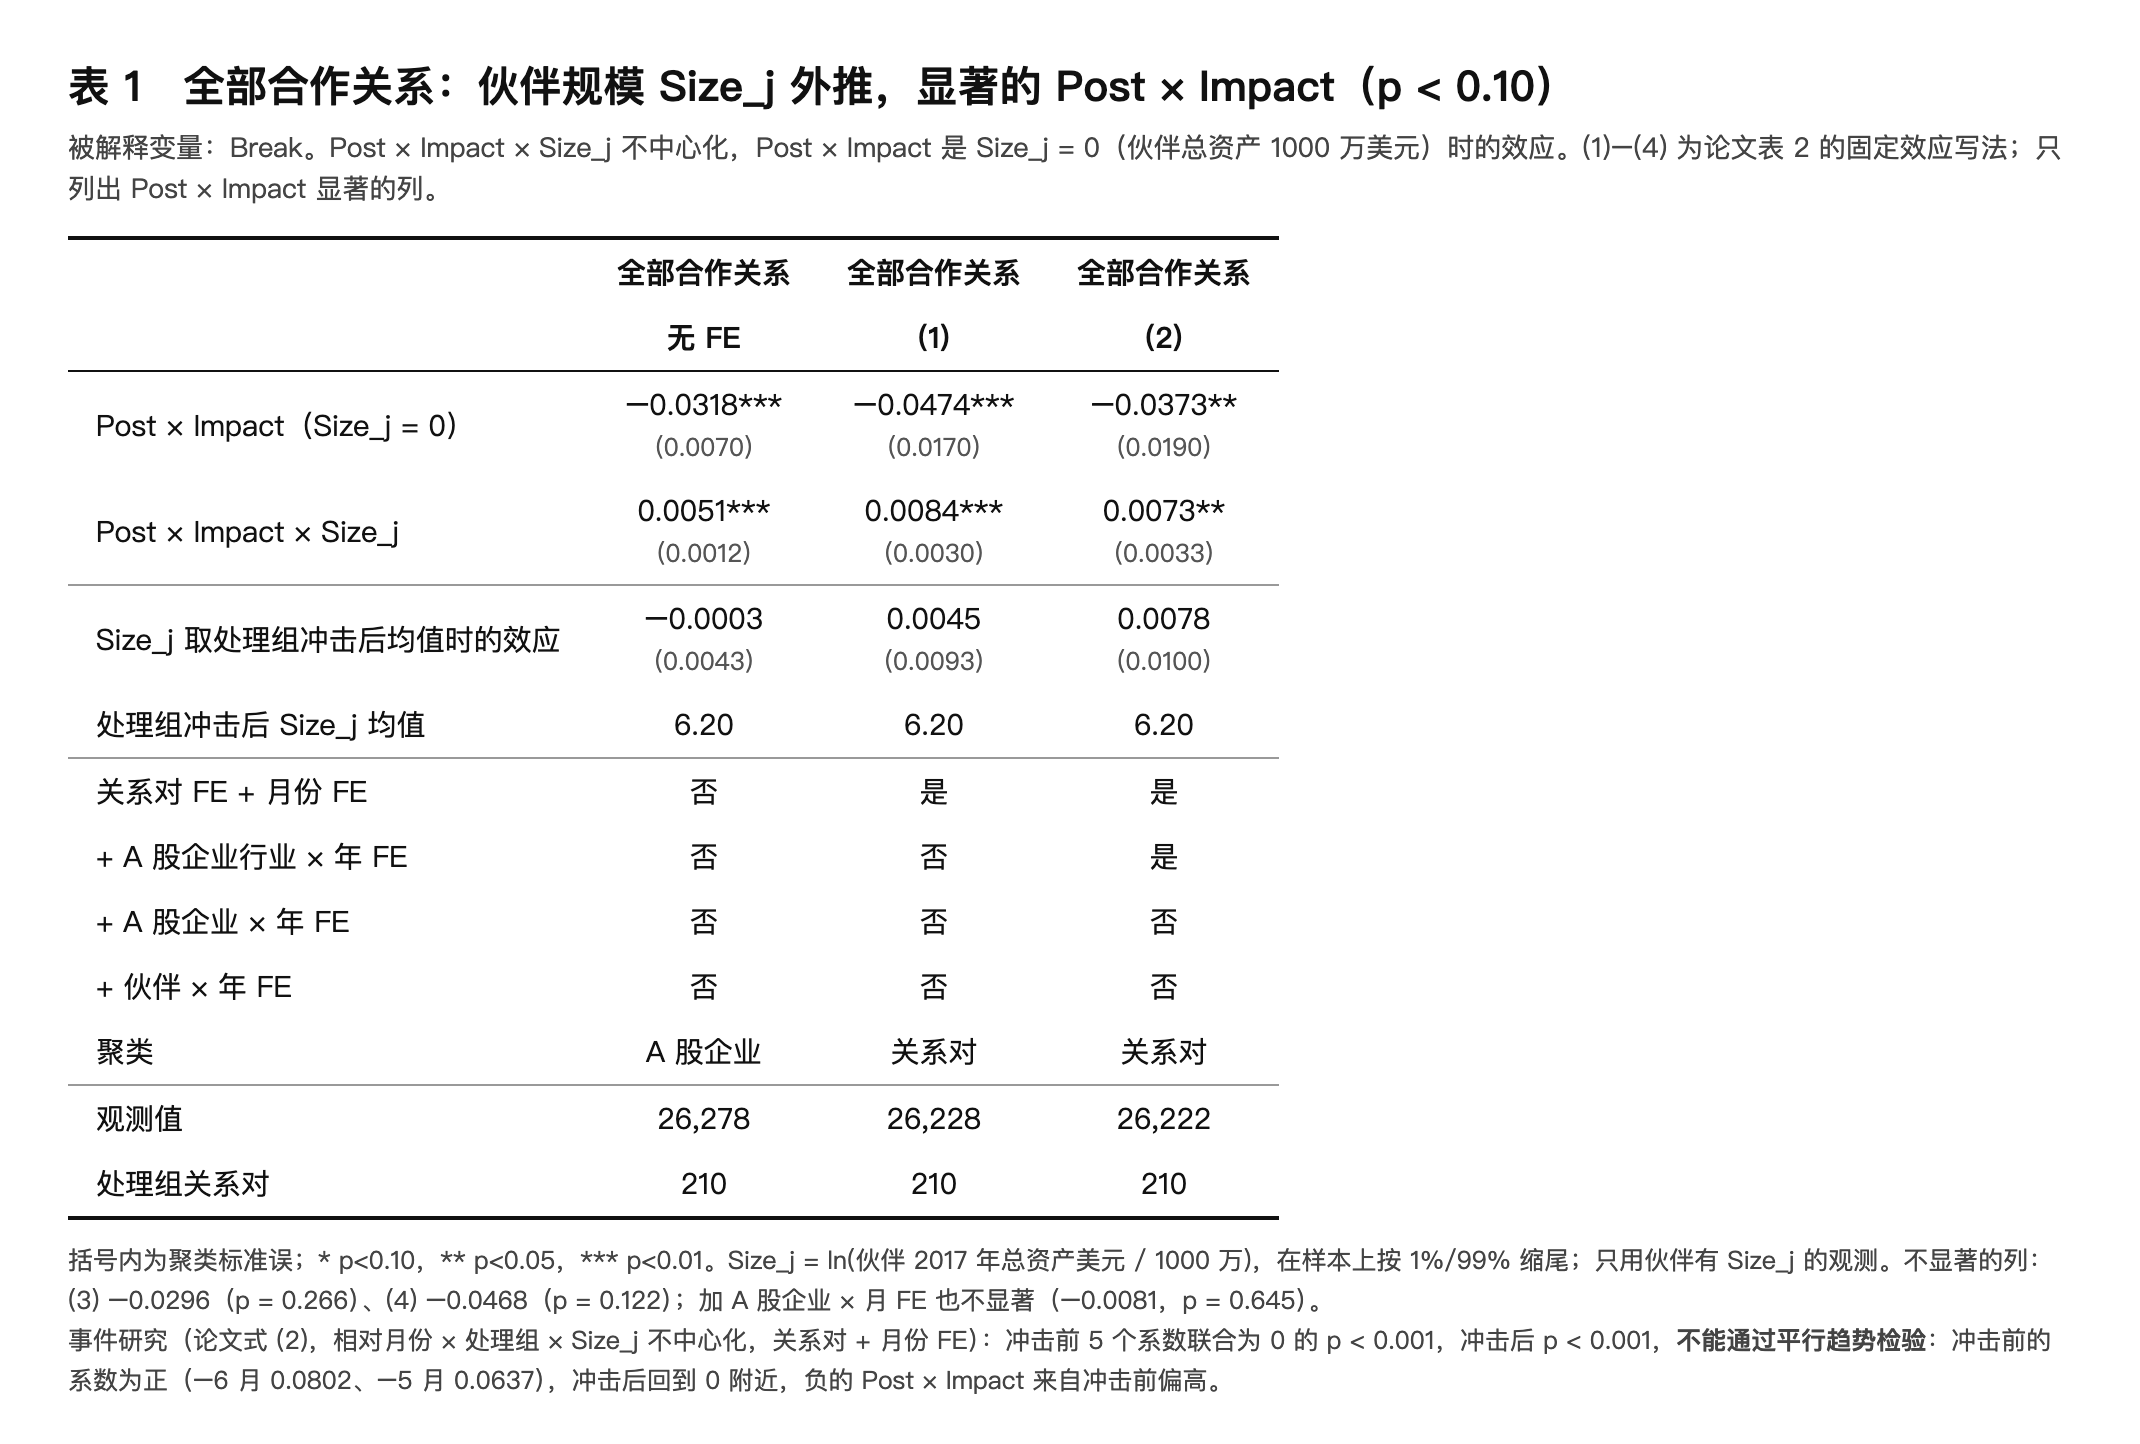 表 1 全部合作关系：伙伴规模 Size_j 外推，显著的 Post × Impact（p < 0.10）
被解释变量：Break。Post × Impact × Size_j 不中心化，Post × Impact 是 Size_j = 0（伙伴总资产 1000 万美元）时的效应。(1)–(4) 为论文表 2 的固定效应写法；只
列出 Post × Impact 显著的列。
全部合作关系 全部合作关系 全部合作关系
无 FE (1) (2)
Post × Impact（Size_j = 0） −0.0318*** −0.0474*** −0.0373**
(0.0070) (0.0170) (0.0190)
Post × Impact × Size_j 0.0051*** 0.0084*** 0.0073**
(0.0012) (0.0030) (0.0033)
Size_j 取处理组冲击后均值时的效应 −0.0003 0.0045 0.0078
(0.0043) (0.0093) (0.0100)
处理组冲击后 Size_j 均值 6.20 6.20 6.20
关系对 FE + 月份 FE 否 是 是
+ A 股企业行业 × 年 FE 否 否 是
+ A 股企业 × 年 FE 否 否 否
+ 伙伴 × 年 FE 否 否 否
聚类 A 股企业 关系对 关系对
观测值 26,278 26,228 26,222
处理组关系对 210 210 210
括号内为聚类标准误；* p<0.10，** p<0.05，*** p<0.01。Size_j = ln(伙伴 2017 年总资产美元 / 1000 万)，在样本上按 1%/99% 缩尾；只用伙伴有 Size_j 的观测。不显著的列：
(3) −0.0296（p = 0.266）、(4) −0.0468（p = 0.122）；加 A 股企业 × 月 FE 也不显著（−0.0081，p = 0.645）。
事件研究（论文式 (2)，相对月份 × 处理组 × Size_j 不中心化，关系对 + 月份 FE）：冲击前 5 个系数联合为 0 的 p < 0.001，冲击后 p < 0.001，不能通过平行趋势检验：冲击前的
系数为正（−6 月 0.0802、−5 月 0.0637），冲击后回到 0 附近，负的 Post × Impact 来自冲击前偏高。